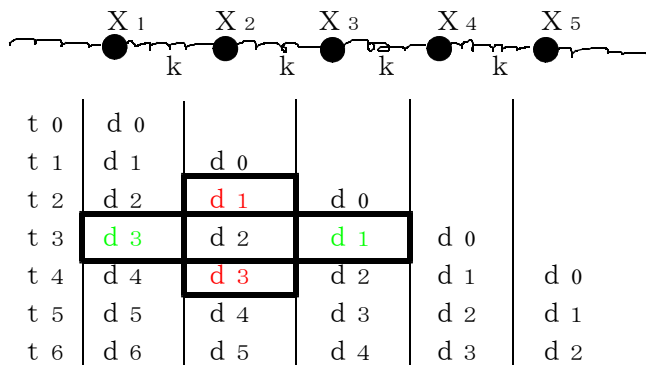 X 1 X 2 X 3 X 4 X 5
k k k k
t 0 d 0
t 1 d 1 d 0
t 2 d 2 d 1 d 0
t 3 d 3 d 2 d 1 d 0
t 4 d 4 d 3 d 2 d 1 d 0
t 5 d 5 d 4 d 3 d 2 d 1
t 6 d 6 d 5 d 4 d 3 d 2